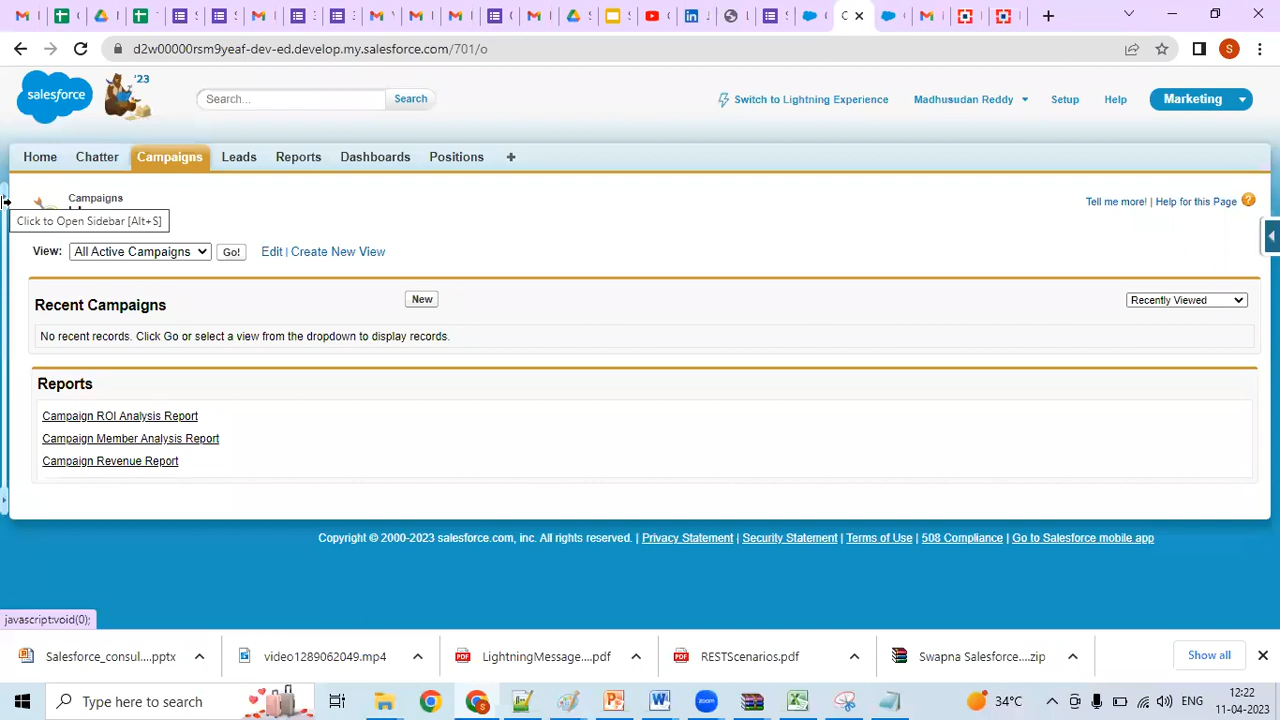 d2w00000rsm9yeaf-dev-ed.develop.my.salesforce.com/701/o
S
salesforce
'23
Search...
Search
Switch to Lightning Experience
Madhusudan Reddy
Setup
Help
Marketing
Home
Chatter
Campaigns
Leads
Reports
Dashboards
Positions
Campaigns
Tell me more! | Help for this Page
Click to Open Sidebar [Alt+S]
View: All Active Campaigns Go! Edit | Create New View
Recent Campaigns
New
Recently Viewed
No recent records. Click Go or select a view from the dropdown to display records.
Reports
Campaign ROI Analysis Report
Campaign Member Analysis Report
Campaign Revenue Report
Copyright © 2000-2023 salesforce.com, inc. All rights reserved. | Privacy Statement | Security Statement | Terms of Use | 508 Compliance | Go to Salesforce mobile app
javascript:void(0);
Salesforce_consul....pptx
video1289062049.mp4
LightningMessage....pdf
RESTScenarios.pdf
Swapna Salesforce....zip
Show all
Type here to search
34°C
ENG
12:22
11-04-2023